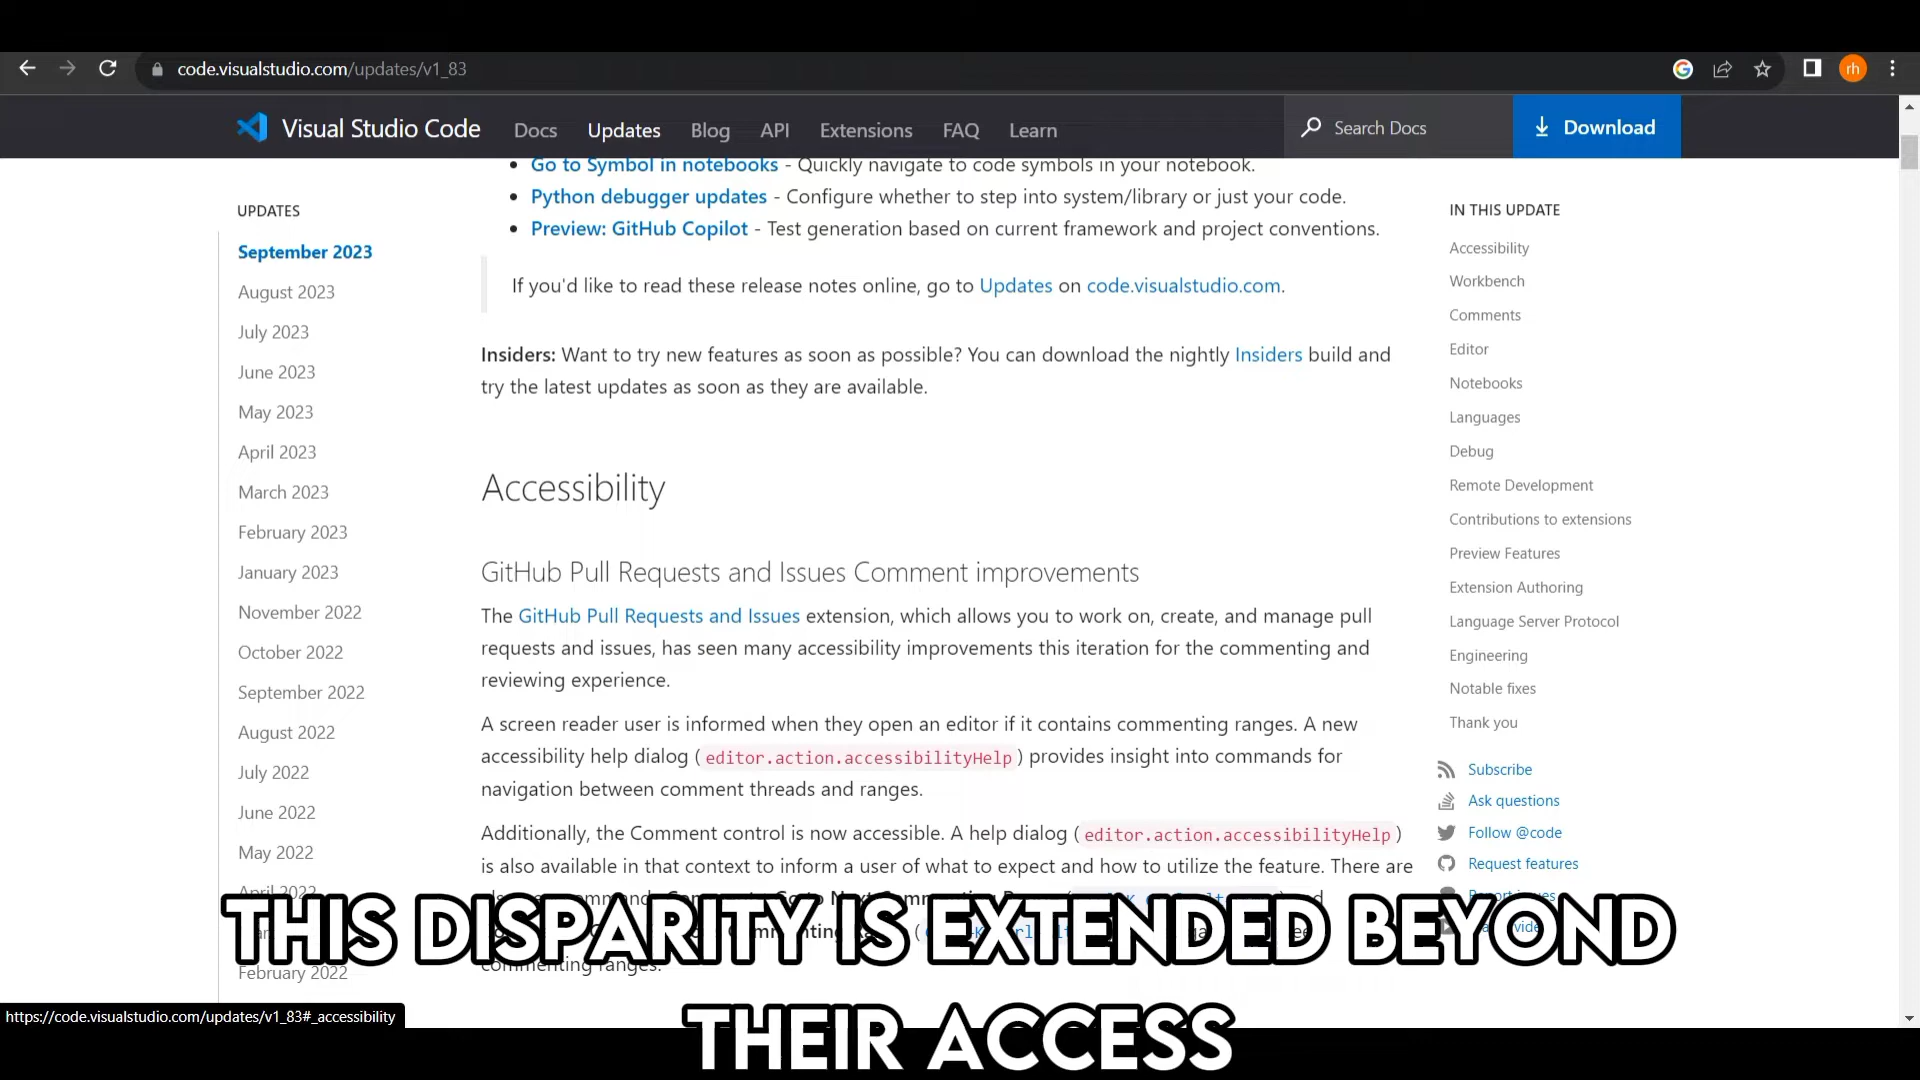 code.visualstudio.com/updates/v1_83
rh
Visual Studio Code Docs Updates Blog API Extensions FAQ Learn Search Docs Download
UPDATES
September 2023
August 2023
July 2023
June 2023
May 2023
April 2023
March 2023
February 2023
January 2023
November 2022
October 2022
September 2022
August 2022
July 2022
June 2022
May 2022
April 2022
February 2022
Go to Symbol in notebooks - Quickly navigate to code symbols in your notebook.
Python debugger updates - Configure whether to step into system/library or just your code.
Preview: GitHub Copilot - Test generation based on current framework and project conventions.
If you'd like to read these release notes online, go to Updates on code.visualstudio.com.
Insiders: Want to try new features as soon as possible? You can download the nightly Insiders build and
try the latest updates as soon as they are available.
Accessibility
GitHub Pull Requests and Issues Comment improvements
The GitHub Pull Requests and Issues extension, which allows you to work on, create, and manage pull
requests and issues, has seen many accessibility improvements this iteration for the commenting and
reviewing experience.
A screen reader user is informed when they open an editor if it contains commenting ranges. A new
accessibility help dialog (editor.action.accessibilityHelp) provides insight into commands for
navigation between comment threads and ranges.
Additionally, the Comment control is now accessible. A help dialog (editor.action.accessibilityHelp)
is also available in that context to inform a user of what to expect and how to utilize the feature. There are
commenting ranges.
IN THIS UPDATE
Accessibility
Workbench
Comments
Editor
Notebooks
Languages
Debug
Remote Development
Contributions to extensions
Preview Features
Extension Authoring
Language Server Protocol
Engineering
Notable fixes
Thank you
Subscribe
Ask questions
Follow @code
Request features
Report issues
THIS DISPARITY IS EXTENDED BEYOND
THEIR ACCESS
https://code.visualstudio.com/updates/v1_83#_accessibility